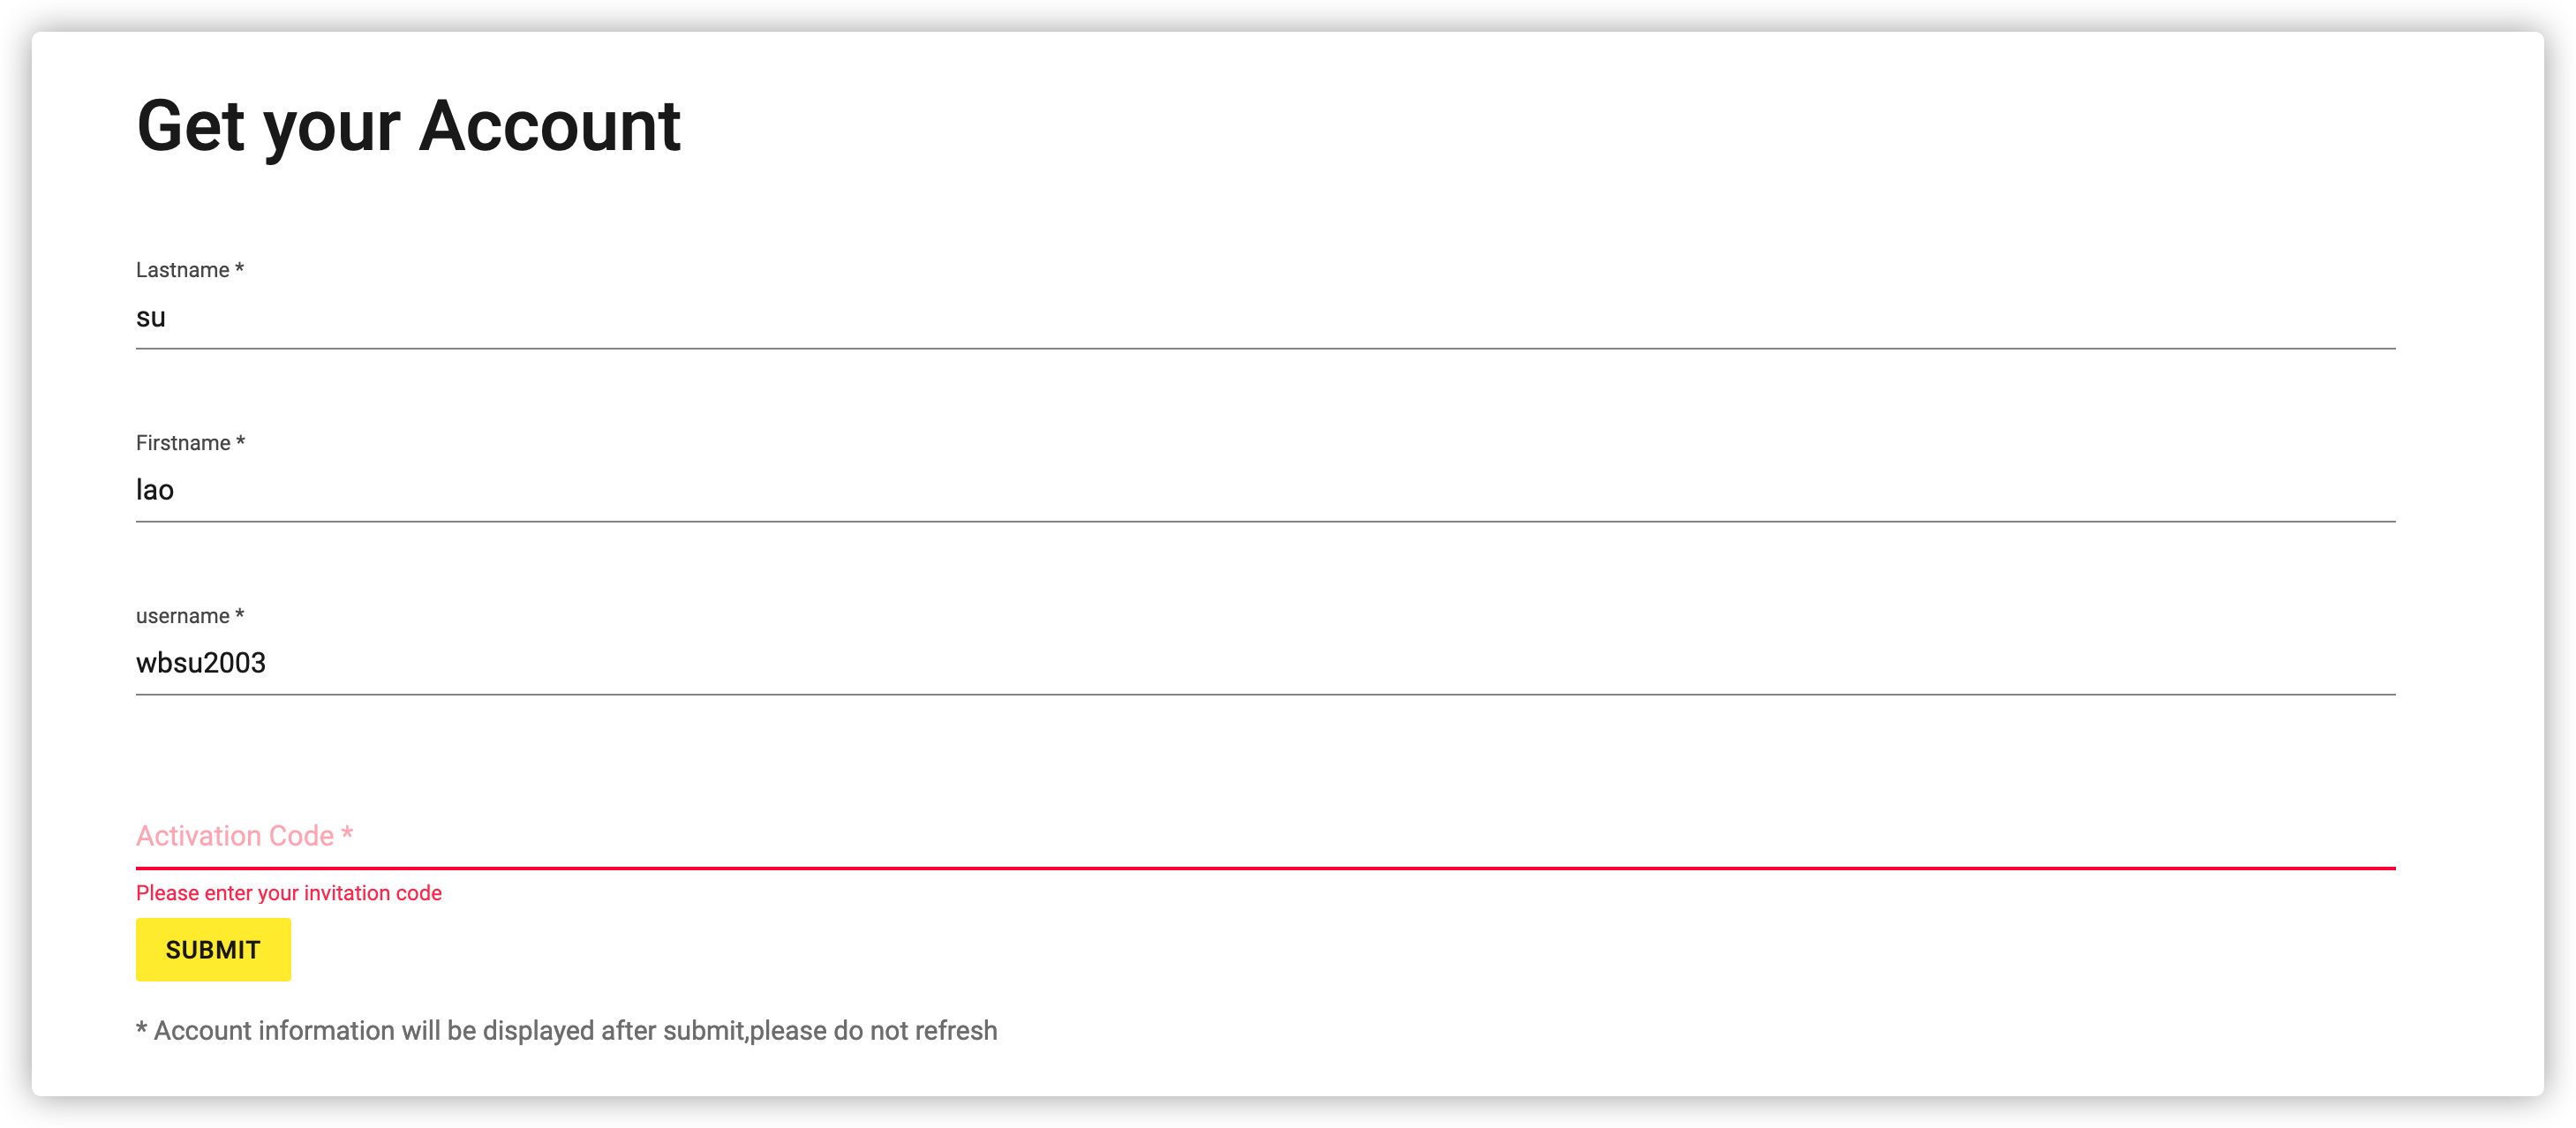 Get your Account
Lastname *
su
Firstname *
lao
username *
wbsu2003
Activation Code *
Please enter your invitation code
SUBMIT
* Account information will be displayed after submit,please do not refresh